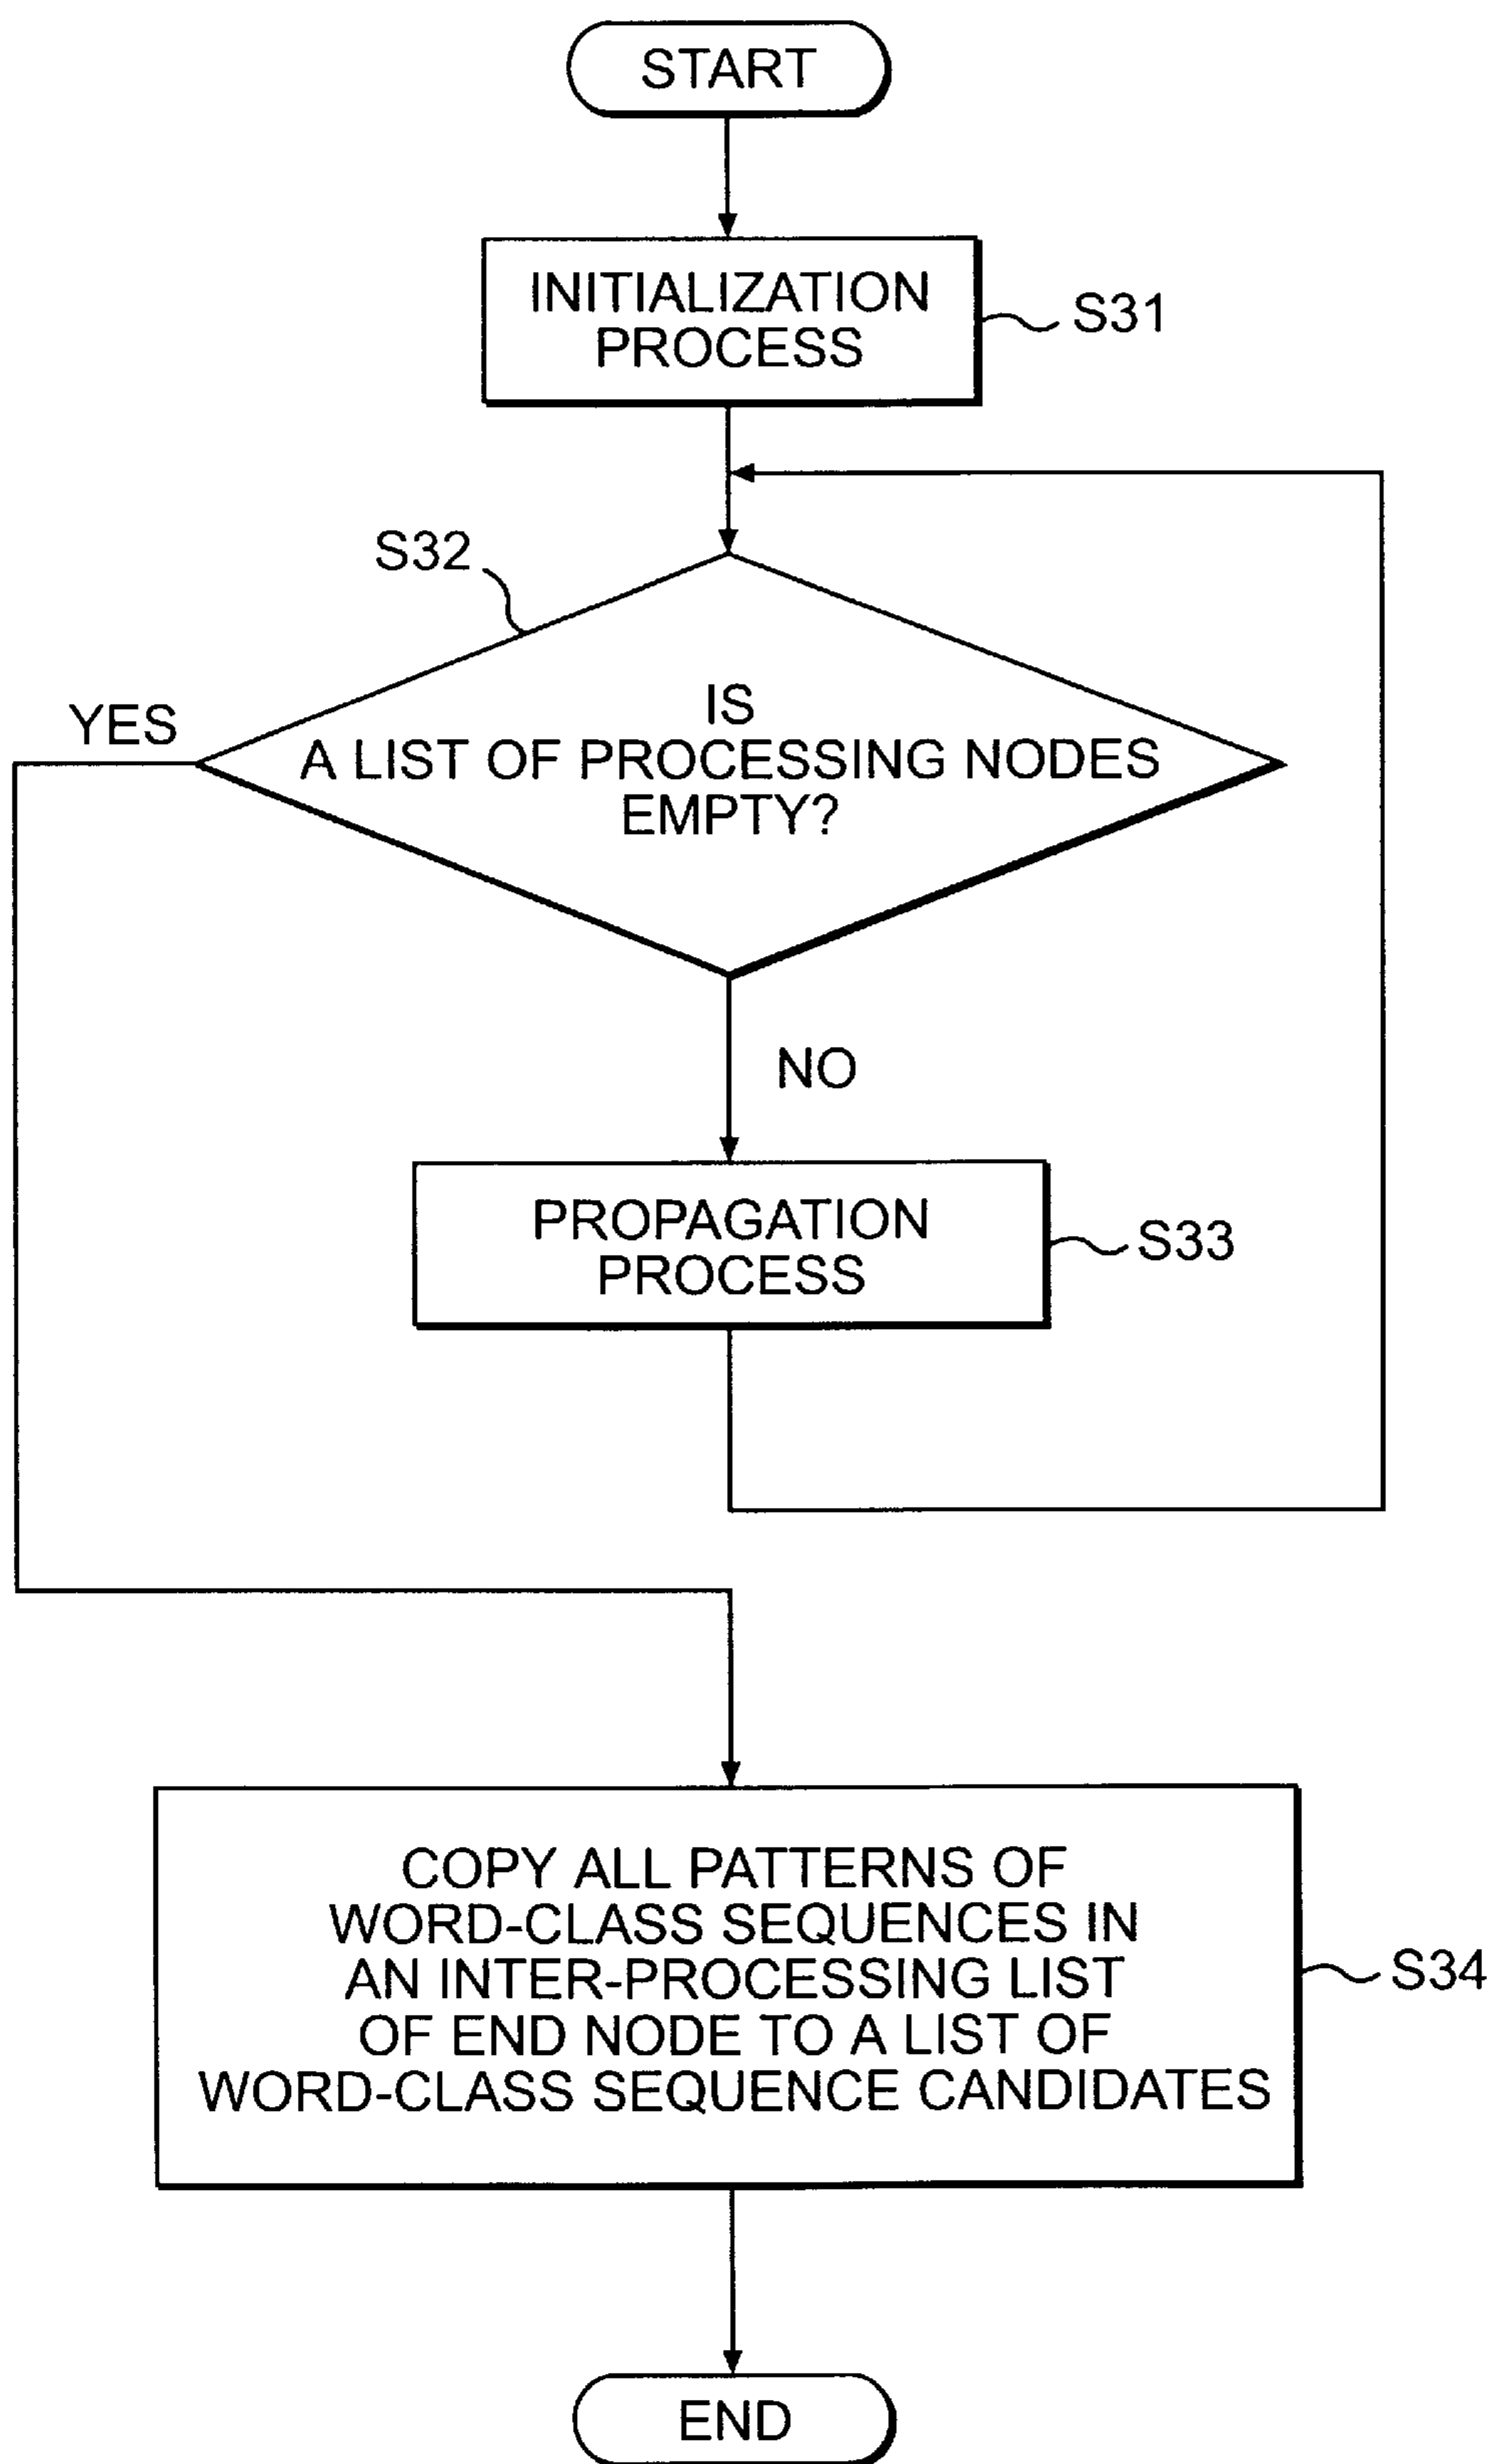 START
INITIALIZATION
PROCESS
S31
S32
YES
IS
A LIST OF PROCESSING NODES
EMPTY?
NO
PROPAGATION
PROCESS
S33
COPY ALL PATTERNS OF
WORD-CLASS SEQUENCES IN
AN INTER-PROCESSING LIST
OF END NODE TO A LIST OF
WORD-CLASS SEQUENCE CANDIDATES
S34
END